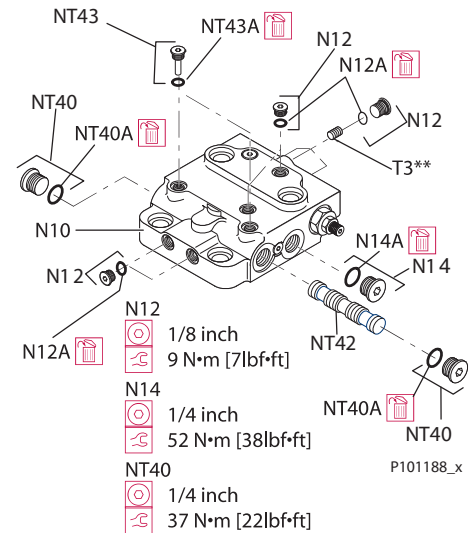 NT43
NT43A
N12
N12A
NT40
NT40A
N12
T3**
N10
N14A
N14
N12
NT42
N12A
N12
1/8 inch
9 N•m [7lbf•ft]
N14
1/4 inch
52 N•m [38lbf•ft]
NT40A
NT40
P101188_x
NT40
1/4 inch
37 N•m [22lbf•ft]